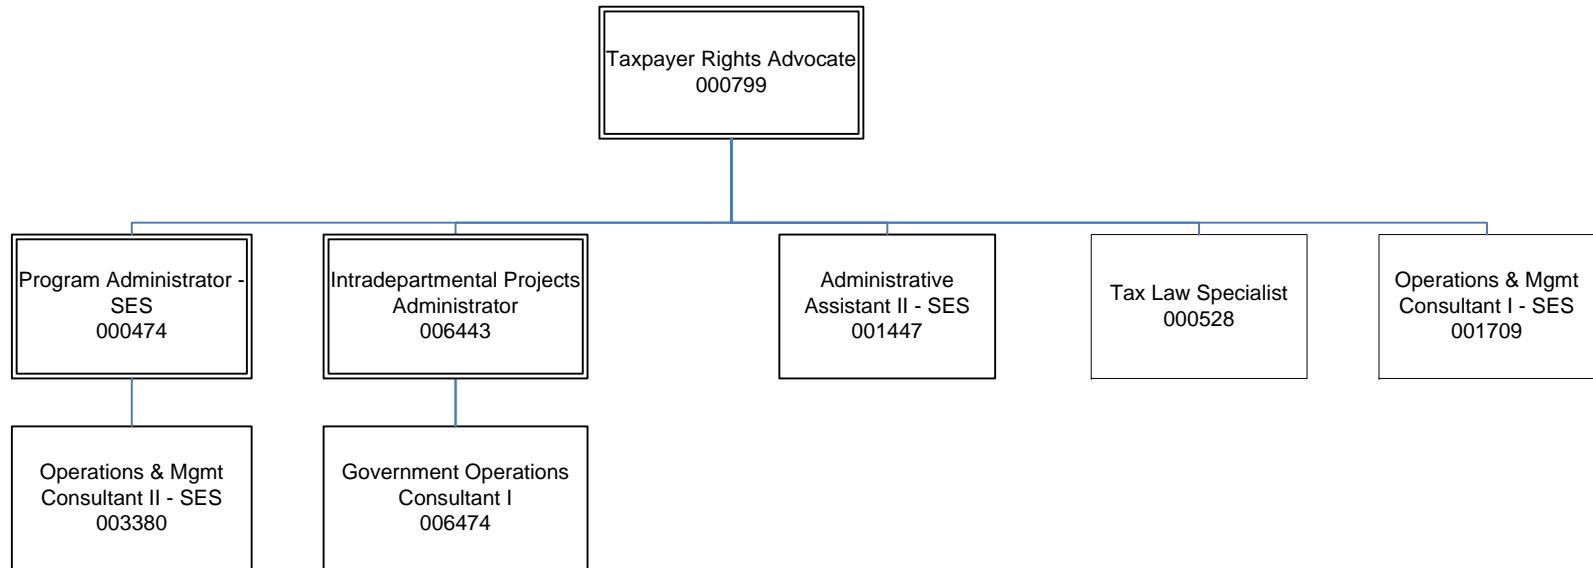 Taxpayer Rights Advocate
000799
Program Administrator -
SES
000474
Intradepartmental Projects
Administrator
006443
Administrative
Assistant II - SES
001447
Tax Law Specialist
000528
Operations & Mgmt
Consultant I - SES
001709
Operations & Mgmt
Consultant II - SES
003380
Government Operations
Consultant I
006474